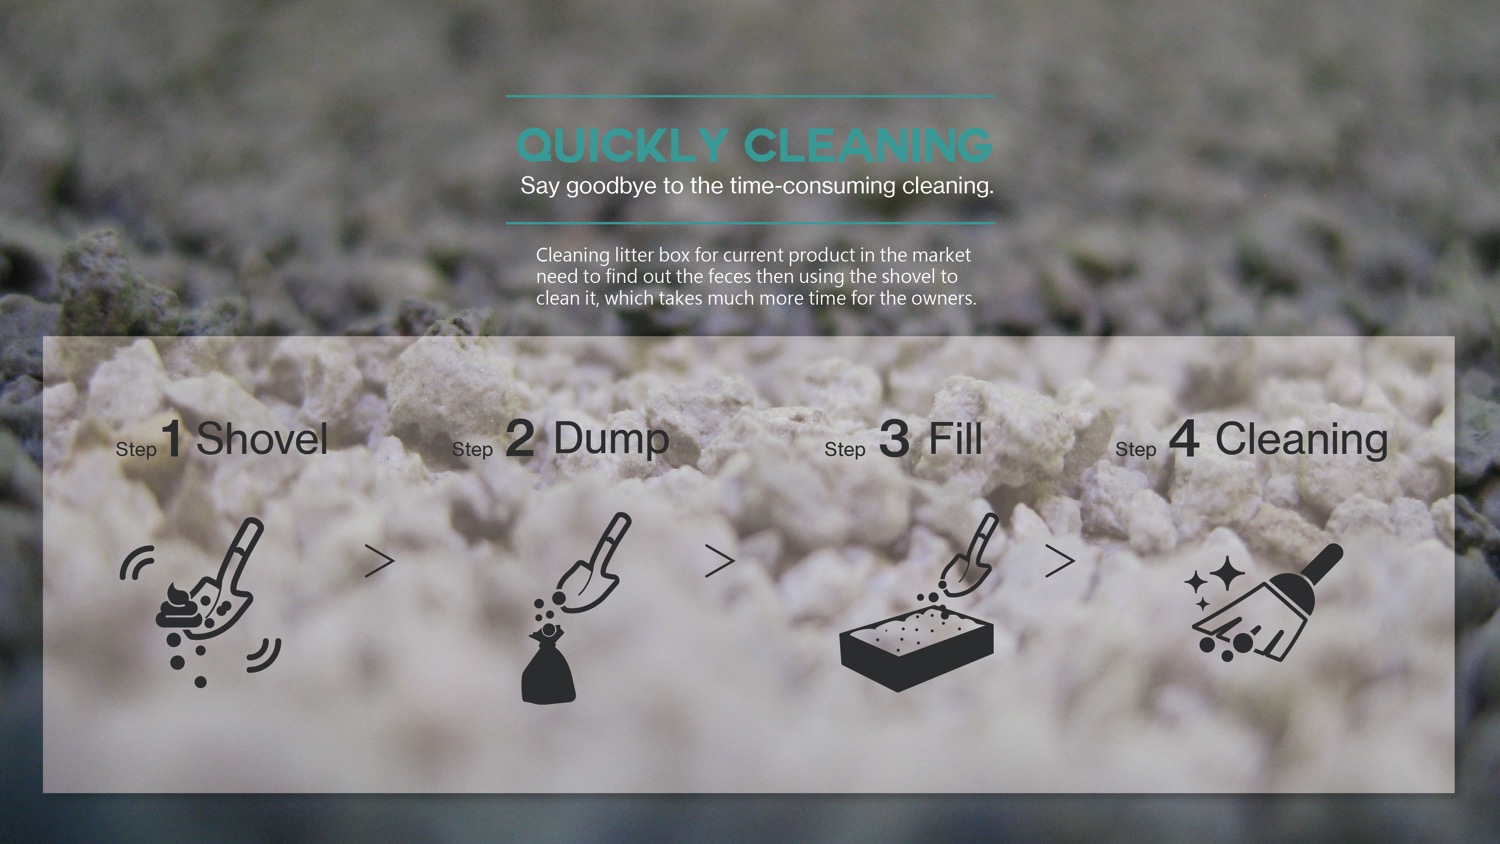 QUICKLY CLEANING
Say goodbye to the time-consuming cleaning.
Cleaning litter box for current product in the market
need to find out the feces then using the shovel to
clean it, which takes much more time for the owners.
Step 1 Shovel
Step 2 Dump
Step 3 Fill
Step 4 Cleaning